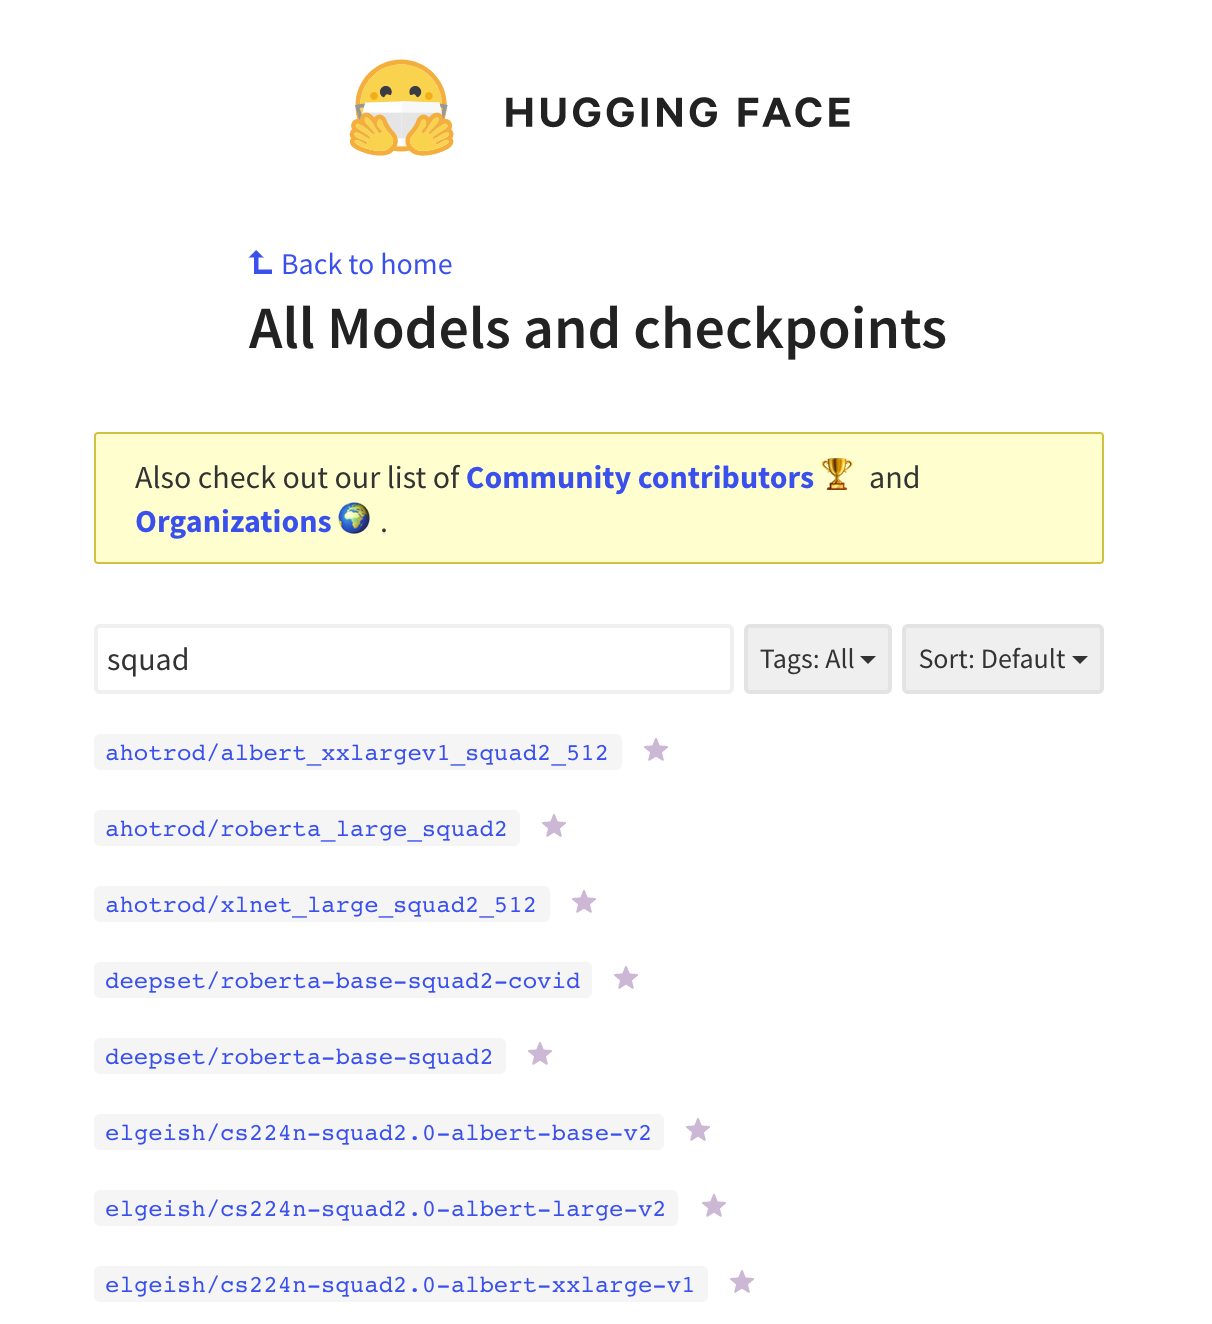 HUGGING FACE
Back to home
All Models and checkpoints
Also check out our list of Community contributors 🏆 and
Organizations 🌍 .
squad
Tags: All
Sort: Default
ahotrod/albert_xxlargev1_squad2_512
ahotrod/roberta_large_squad2
ahotrod/xlnet_large_squad2_512
deepset/roberta-base-squad2-covid
deepset/roberta-base-squad2
elgeish/cs224n-squad2.0-albert-base-v2
elgeish/cs224n-squad2.0-albert-large-v2
elgeish/cs224n-squad2.0-albert-xxlarge-v1